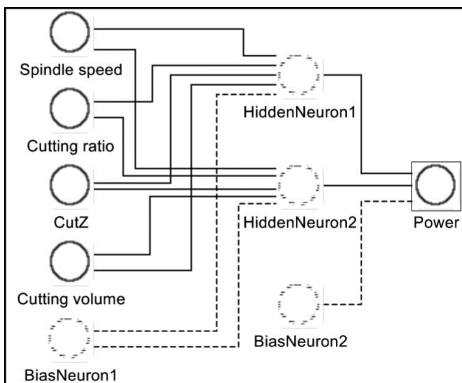 Spindle speed
HiddenNeuron1
Cutting ratio
CutZ
HiddenNeuron2
Power
Cutting volume
BiasNeuron2
BiasNeuron1